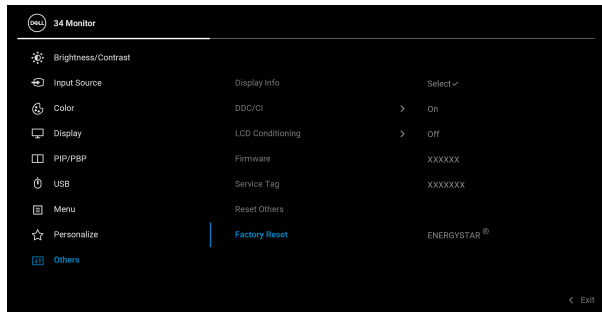 DELL 34 Monitor
Brightness/Contrast
Input Source Display Info Select✓
Color DDC/CI > On
Display LCD Conditioning > Off
PIP/PBP Firmware XXXXXX
USB Service Tag XXXXXXX
Menu Reset Others
Personalize Factory Reset ENERGYSTAR ®
Others
< Exit